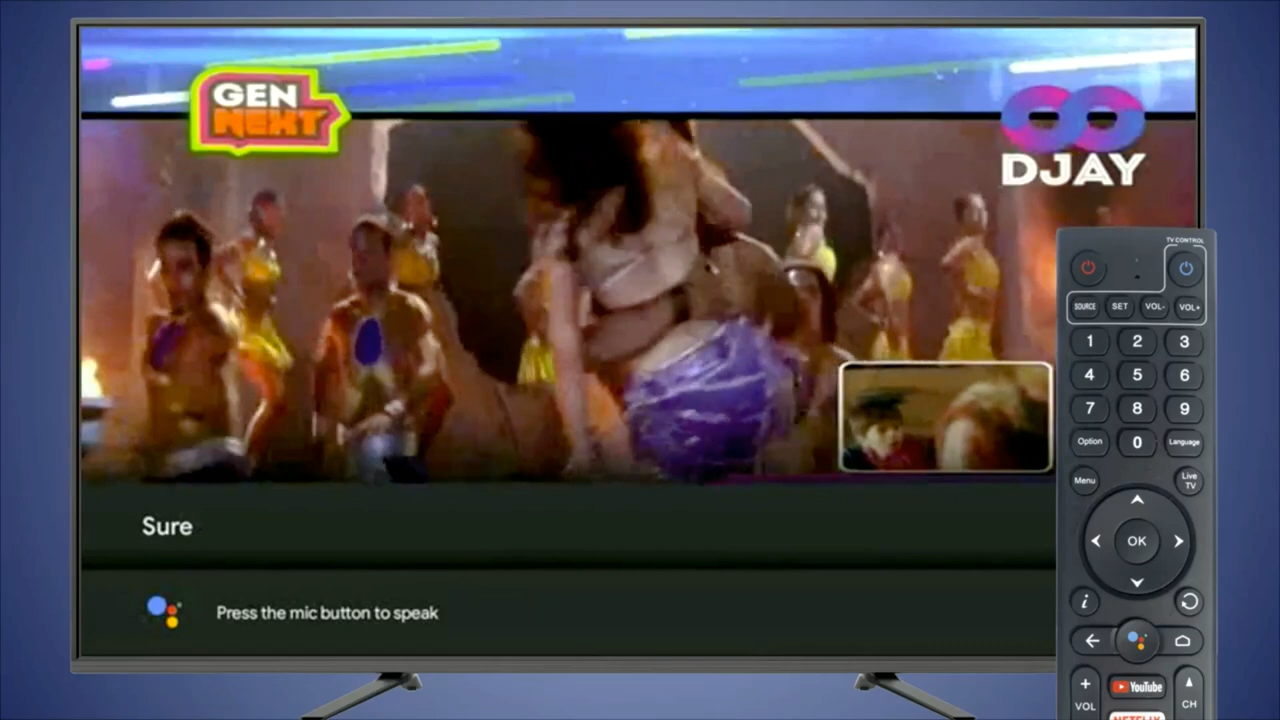 GEN
NEXT
DJAY
Sure
Press the mic button to speak
TV CONTROL
SOURCE
SET
VOL-
VOL+
1
2
3
4
5
6
7
8
9
Option
0
Language
Menu
Live
TV
OK
i
+
VOL
YouTube
CH
NETFLIX